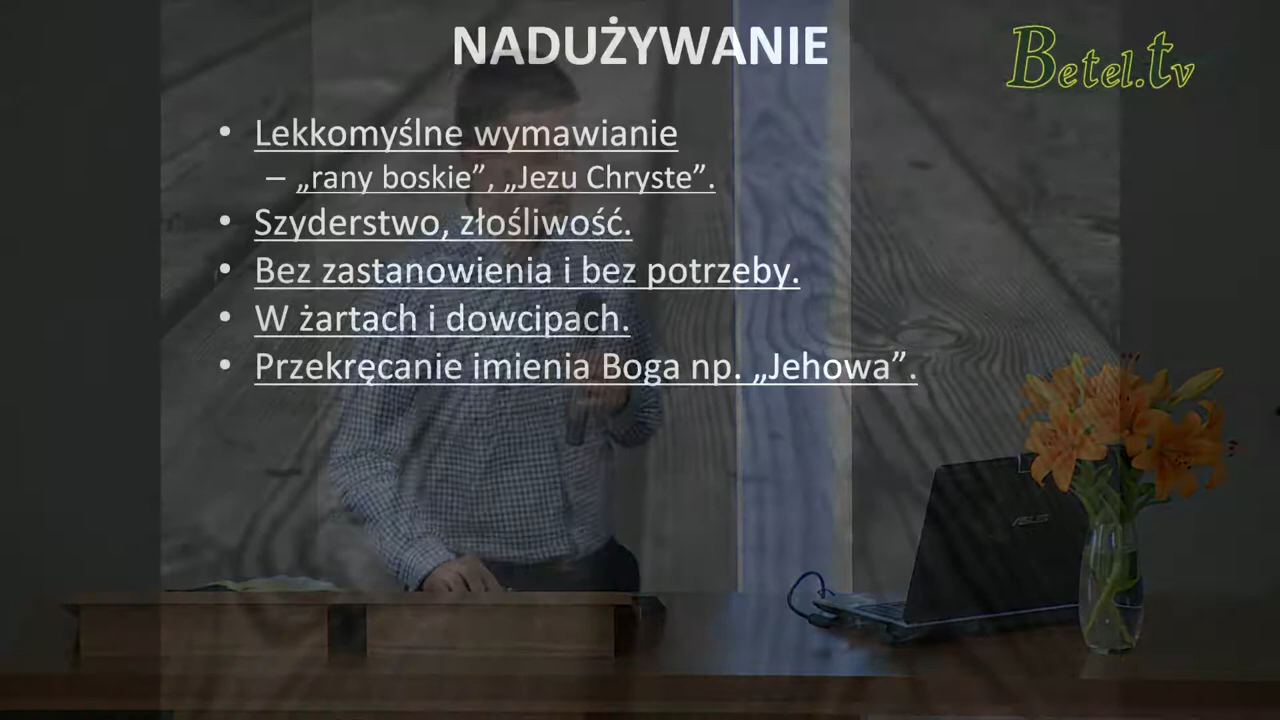 NADUŻYWANIE
Betel.tv
• Lekkomyślne wymawianie
– „rany boskie”, „Jezu Chryste”.
• Szyderstwo, złośliwość.
• Bez zastanowienia i bez potrzeby.
• W żartach i dowcipach.
• Przekręcanie imienia Boga np. „Jehowa”.
ASUS